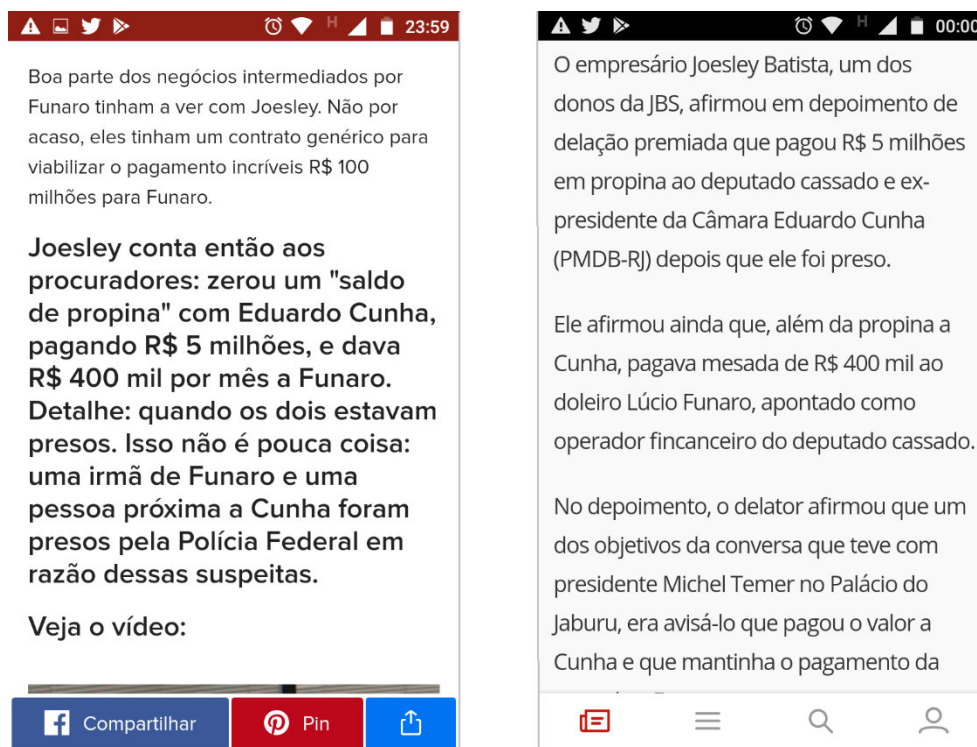 23:59
Boa parte dos negócios intermediados por
Funaro tinham a ver com Joesley. Não por
acaso, eles tinham um contrato genérico para
viabilizar o pagamento incríveis R$ 100
milhões para Funaro.
Joesley conta então aos
procuradores: zerou um "saldo
de propina" com Eduardo Cunha,
pagando R$ 5 milhões, e dava
R$ 400 mil por mês a Funaro.
Detalhe: quando os dois estavam
presos. Isso não é pouca coisa:
uma irmã de Funaro e uma
pessoa próxima a Cunha foram
presos pela Polícia Federal em
razão dessas suspeitas.
Veja o vídeo:
Compartilhar
Pin
H 00:00
O empresário Joesley Batista, um dos
donos da JBS, afirmou em depoimento de
delação premiada que pagou R$ 5 milhões
em propina ao deputado cassado e ex-
presidente da Câmara Eduardo Cunha
(PMDB-RJ) depois que ele foi preso.
Ele afirmou ainda que, além da propina a
Cunha, pagava mesada de R$ 400 mil ao
doleiro Lúcio Funaro, apontado como
operador fincanceiro do deputado cassado.
No depoimento, o delator afirmou que um
dos objetivos da conversa que teve com
presidente Michel Temer no Palácio do
Jaburu, era avisá-lo que pagou o valor a
Cunha e que mantinha o pagamento da